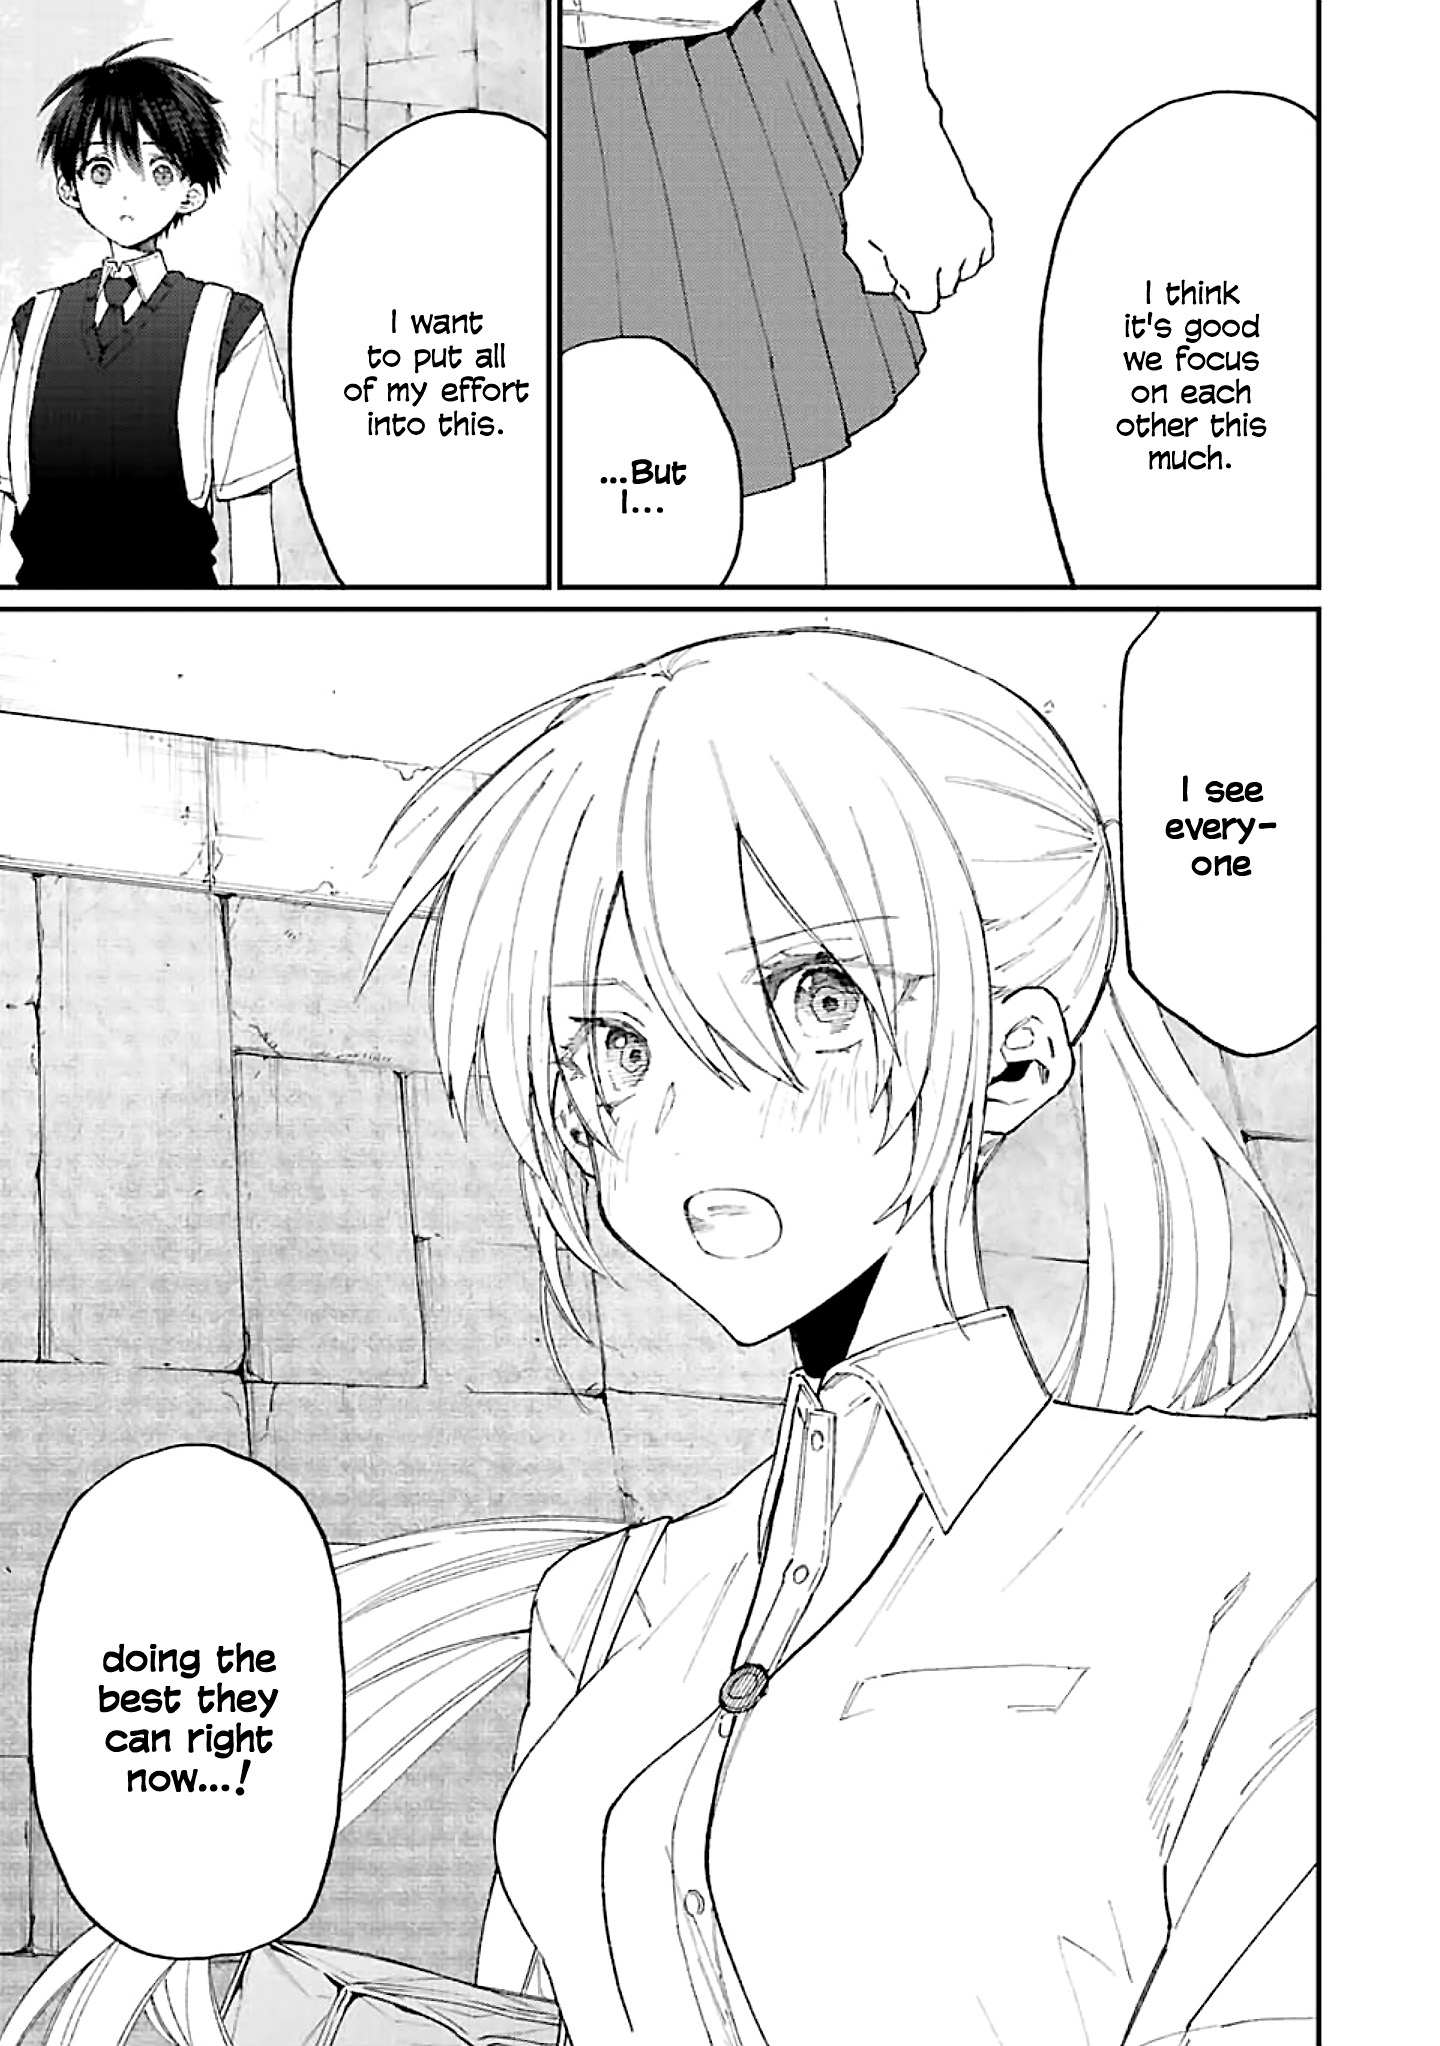 I think
it's good
we focus
on each
other this
much.
...But
I...
I want
to put all
of my effort
into this.
I see
every-
one
doing the
best they
can right
now...!